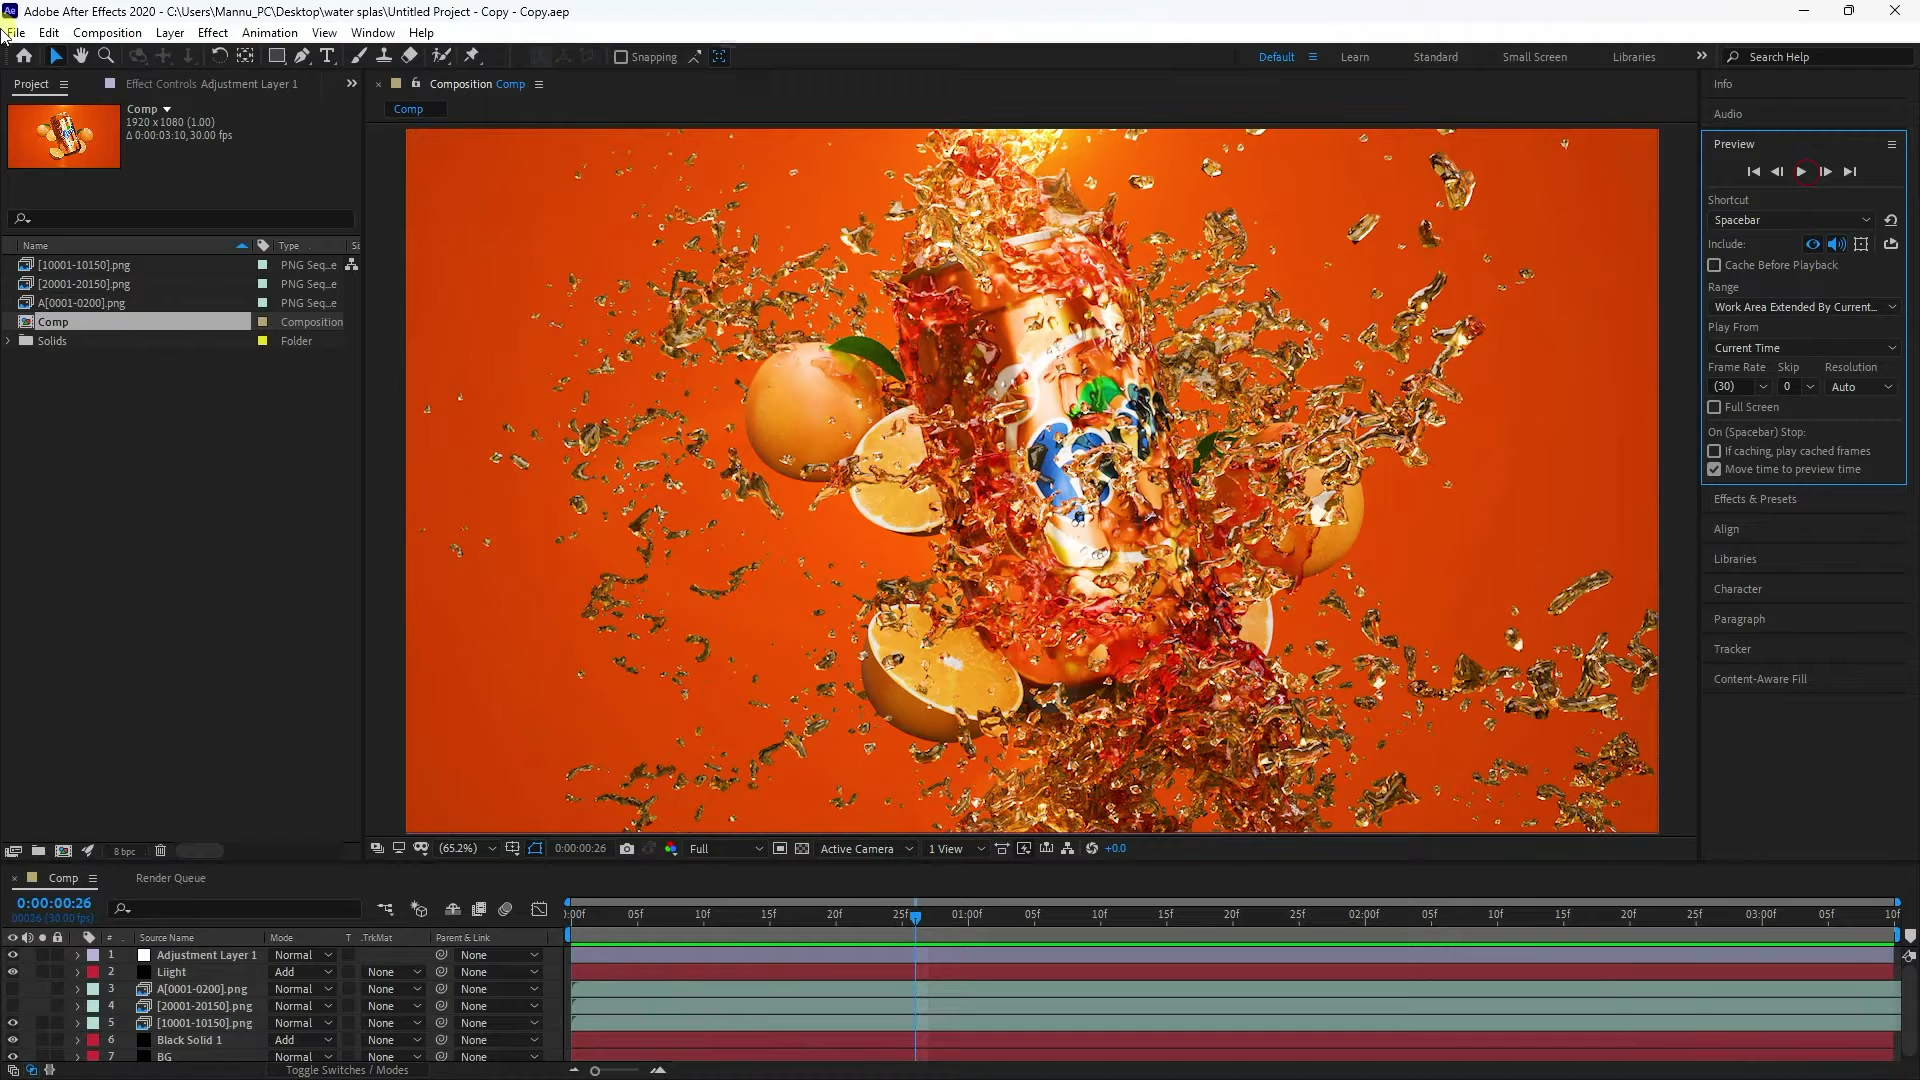 Adobe After Effects 2020 - C:\Users\Mannu_PC\Desktop\water splas\Untitled Project - Copy - Copy.aep
File Edit Composition Layer Effect Animation View Window Help
Snapping Default Learn Standard Small Screen Libraries Search Help
Project Effect Controls Adjustment Layer 1
Composition Comp
Comp
Comp
1920 x 1080 (1.00)
Δ 0:00:03:10, 30.00 fps
Name Type Si
[10001-10150].png PNG Seq...e
[20001-20150].png PNG Seq...e
A[0001-0200].png PNG Seq...e
Comp Composition
Solids Folder
8 bpc
(65.2%) 0:00:00:26 Full Active Camera 1 View +0.0
Info
Audio
Preview
Shortcut
Spacebar
Include:
Cache Before Playback
Range
Work Area Extended By Current...
Play From
Current Time
Frame Rate Skip Resolution
(30) 0 Auto
Full Screen
On (Spacebar) Stop:
If caching, play cached frames
Move time to preview time
Effects & Presets
Align
Libraries
Character
Paragraph
Tracker
Content-Aware Fill
Comp Render Queue
0:00:00:26
00026 (30.00 fps)
:00f 05f 10f 15f 20f 25f 01:00f 05f 10f 15f 20f 25f 02:00f 05f 10f 15f 20f 25f 03:00f 05f 10f
# Source Name Mode T .TrkMat Parent & Link
1 Adjustment Layer 1 Normal None
2 Liight Add None None
3 A[0001-0200].png Normal None None
4 [20001-20150].png Normal None None
5 [10001-10150].png Normal None None
6 Black Solid 1 Add None None
7 BG Normal None None
Toggle Switches / Modes